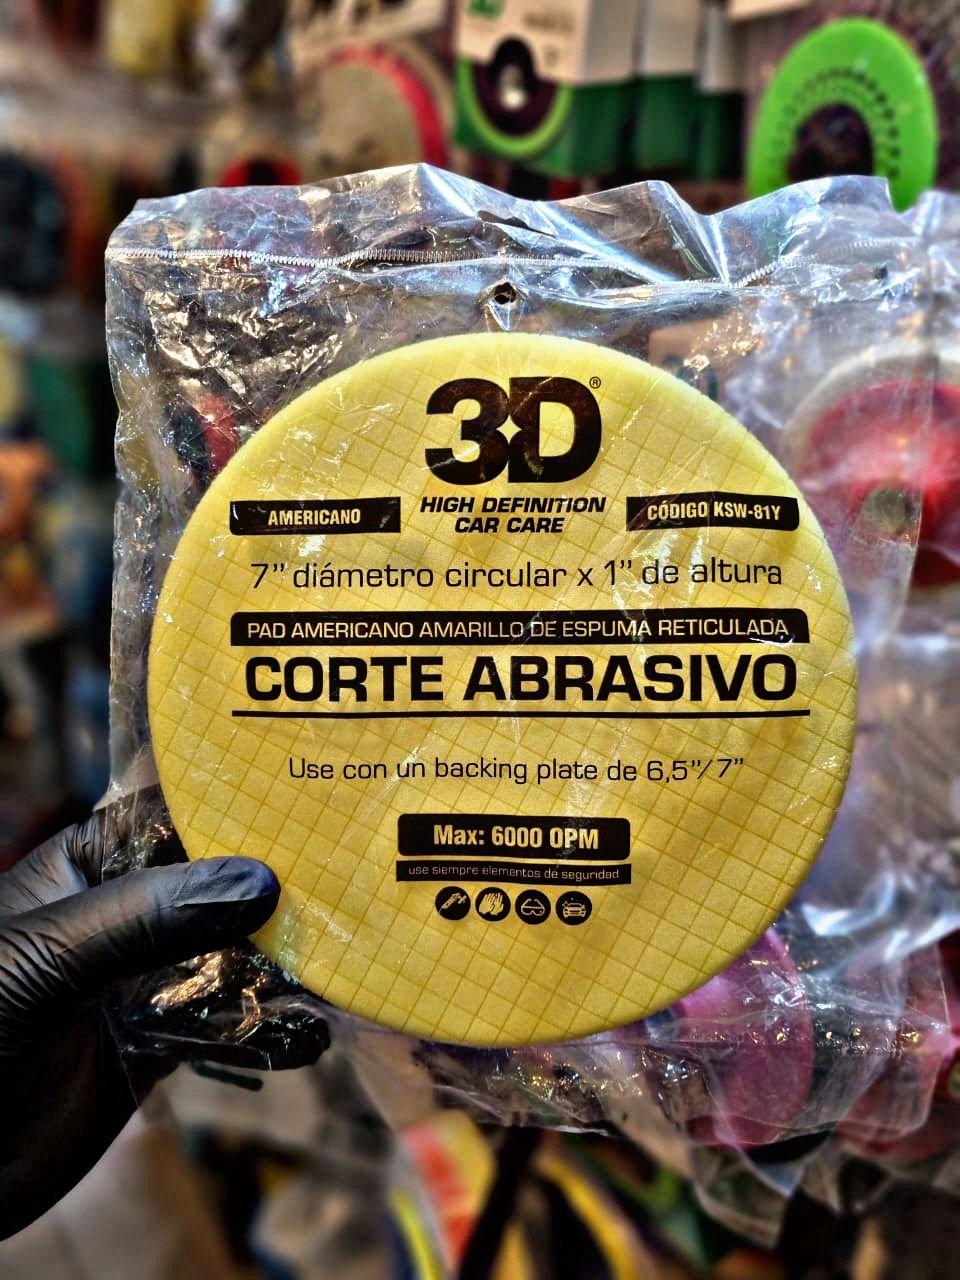 3D®
HIGH DEFINITION
CAR CARE
AMERICANO
CÓDIGO KSW-81Y
7” diámetro circular x 1” de altura
PAD AMERICANO AMARILLO DE ESPUMA RETICULADA
CORTE ABRASIVO
Use con un backing plate de 6,5”/7”
Max: 6000 OPM
use siempre elementos de seguridad